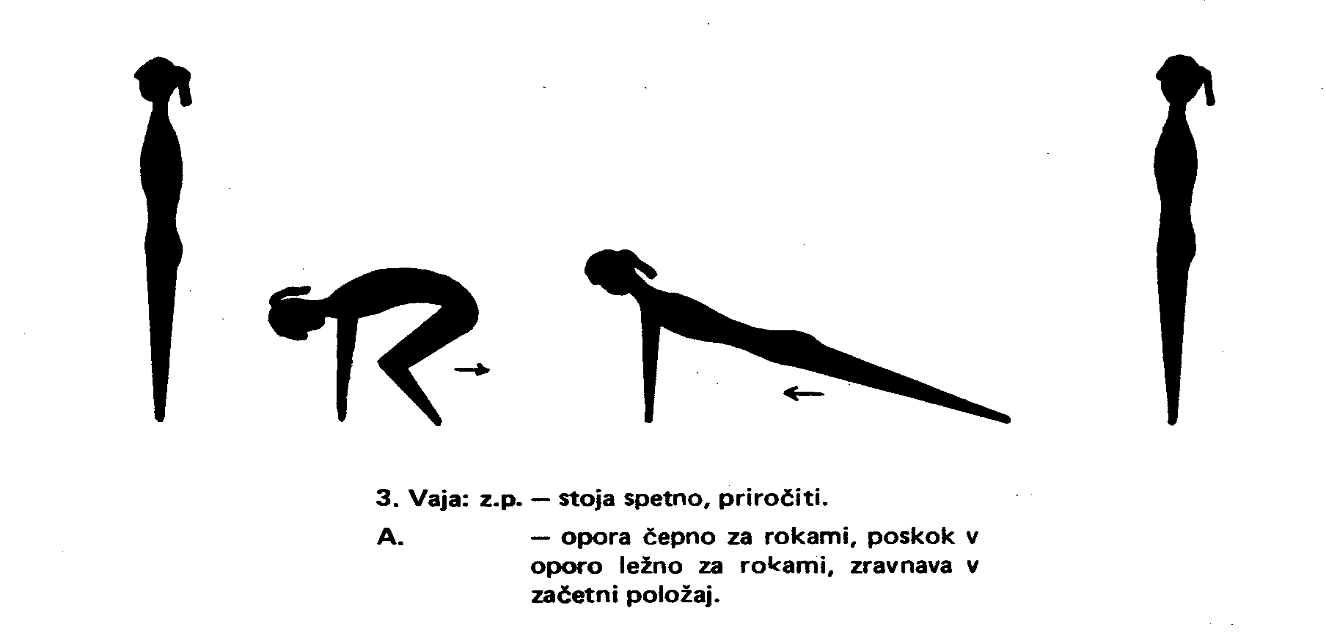 3. Vaja: z.p. — stoja spetno, priročiti.
A. — opora čepno za rokami, poskok v
oporo ležno za rokami, zravnava v
začetni položaj.